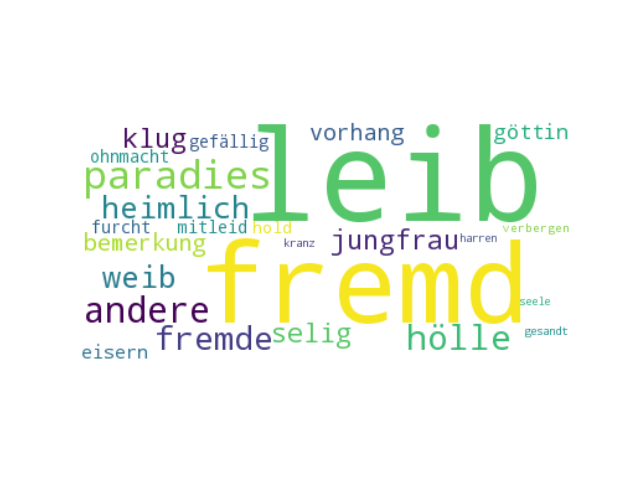 leib
vorhang
göttin
klug
gefällig
ohnmacht
paradies
heimlich
furcht
mitleid
hold
verbergen
bemerkung
kranz
jungfrau
harren
fremd
weib
andere
seele
fremde
selig
hölle
gesandt
eisern